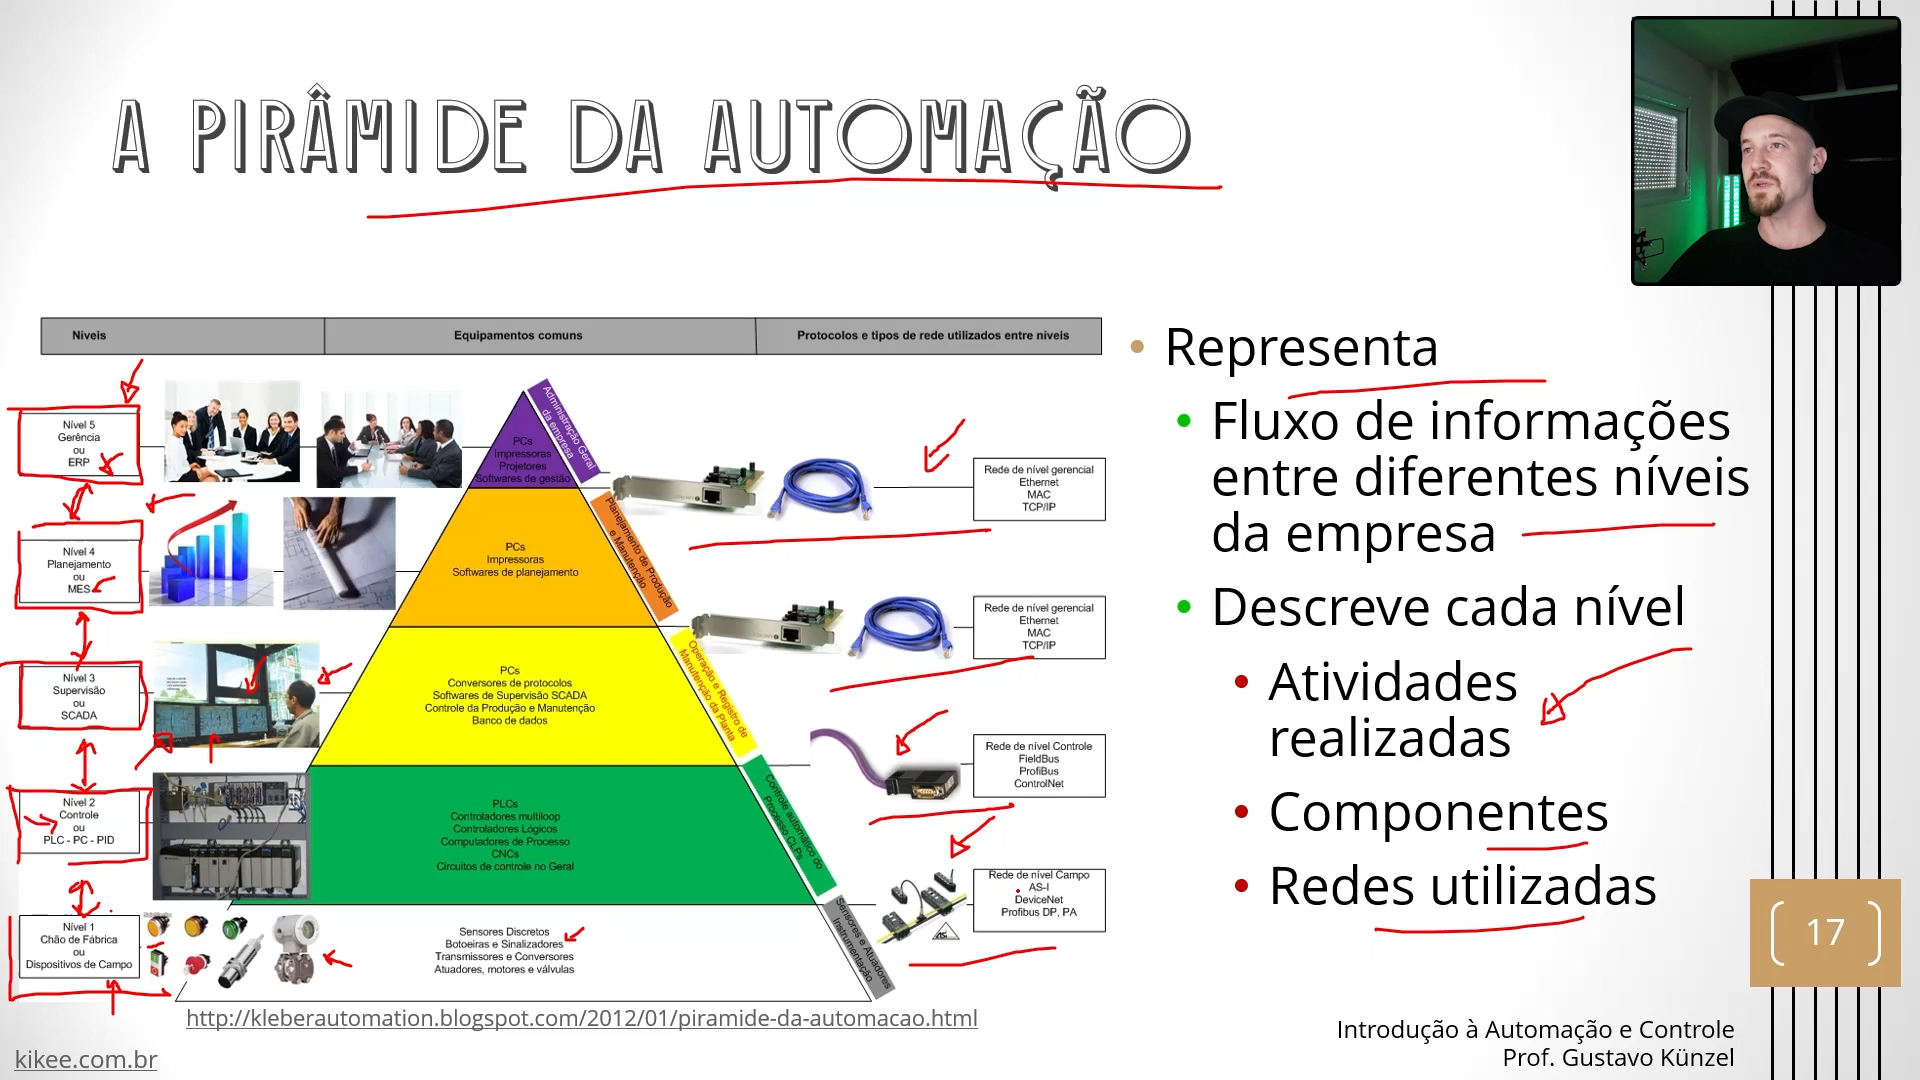 A PIRÂMIDE DA AUTOMAÇÃO
Níveis
Equipamentos comuns
Protocolos e tipos de rede utilizados entre níveis
Nível 5
Gerência
ou
ERP
PCs
Impressoras
Projetores
Softwares de gestão
Administração Geral
da empresa
Rede de nível gerencial
Ethernet
MAC
TCP/IP
Nível 4
Planejamento
ou
MES
PCs
Impressoras
Softwares de planejamento
Planejamento de Produção
e Manutenção
Rede de nível gerencial
Ethernet
MAC
TCP/IP
Nível 3
Supervisão
ou
SCADA
PCs
Conversores de protocolos
Softwares de Supervisão SCADA
Controle da Produção e Manutenção
Banco de dados
Operação e Registro de
Manutenção da Planta
Rede de nível Controle
FieldBus
ProfiBus
ControlNet
Nível 2
Controle
ou
PLC - PC - PID
PLCs
Controladores multiloop
Controladores Lógicos
Computadores de Processo
CNCs
Circuitos de controle no Geral
Controle automático do
Processo CLPs
Rede de nível Campo
AS-I
DeviceNet
Profibus DP, PA
Nível 1
Chão de Fábrica
ou
Dispositivos de Campo
Sensores Discretos
Botoeiras e Sinalizadores
Transmissores e Conversores
Atuadores, motores e válvulas
Sensores e Atuadores
Instrumentação
http://kleberautomation.blogspot.com/2012/01/piramide-da-automacao.html
kikee.com.br
Representa
Fluxo de informações
entre diferentes níveis
da empresa
Descreve cada nível
Atividades
realizadas
Componentes
Redes utilizadas
17
Introdução à Automação e Controle
Prof. Gustavo Künzel